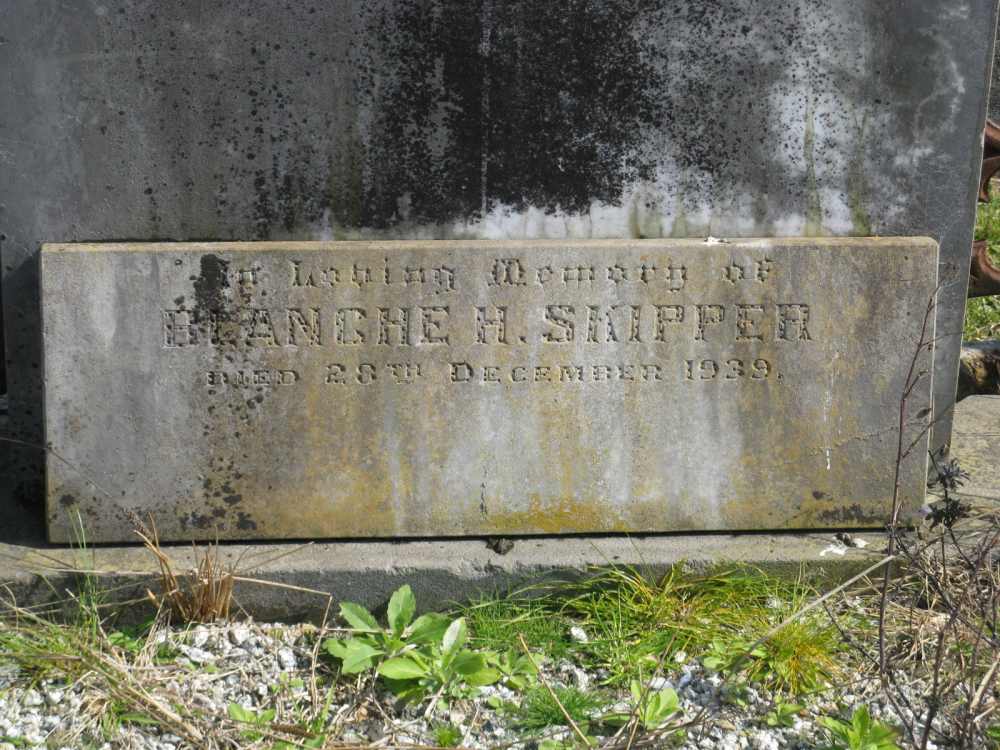 In Loving Memory of
BLANCHE H. SKIPPER
DIED 28TH DECEMBER 1939.